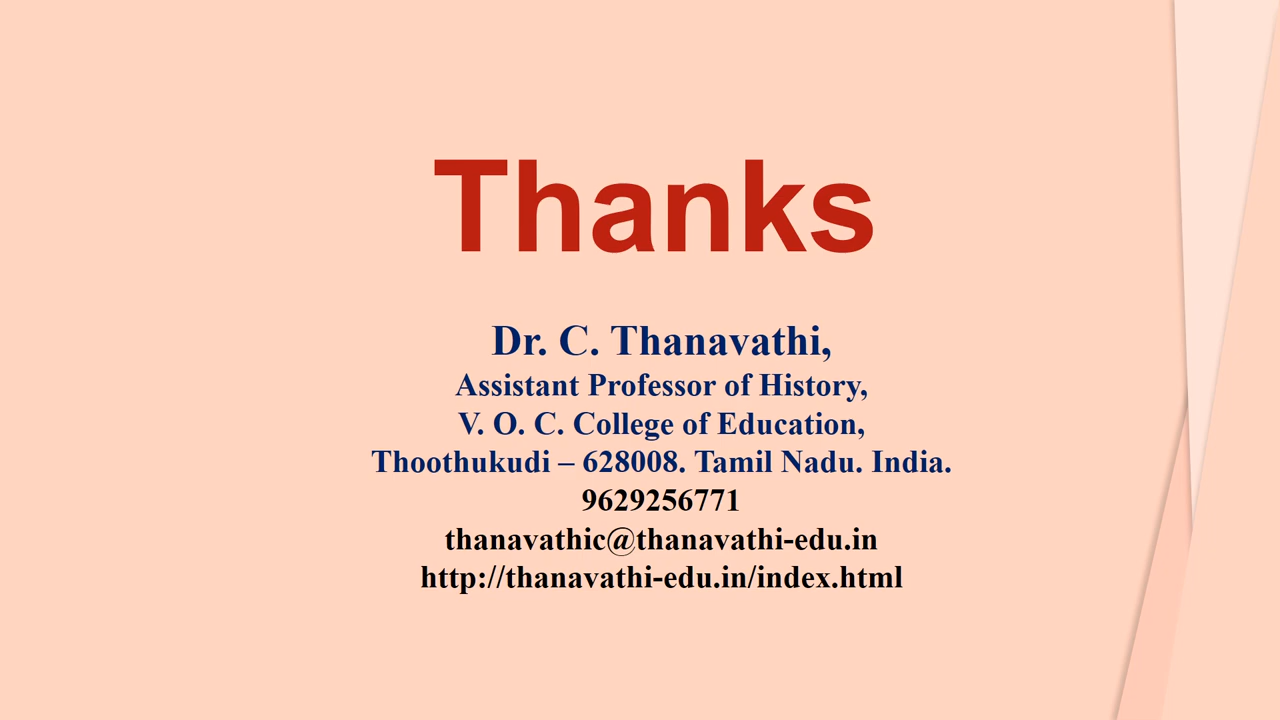 Thanks
Dr. C. Thanavathi,
Assistant Professor of History,
V. O. C. College of Education,
Thoothukudi – 628008. Tamil Nadu. India.
9629256771
thanavathic@thanavathi-edu.in
http://thanavathi-edu.in/index.html